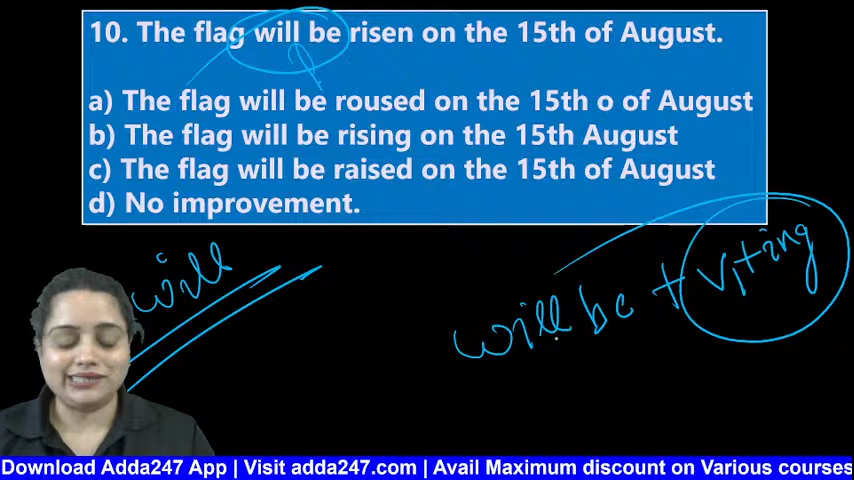 10. The flag will be risen on the 15th of August.
a) The flag will be roused on the 15th o of August
b) The flag will be rising on the 15th August
c) The flag will be raised on the 15th of August
d) No improvement.
will
will be + V1+ing
Download Adda247 App | Visit adda247.com | Avail Maximum discount on Various courses